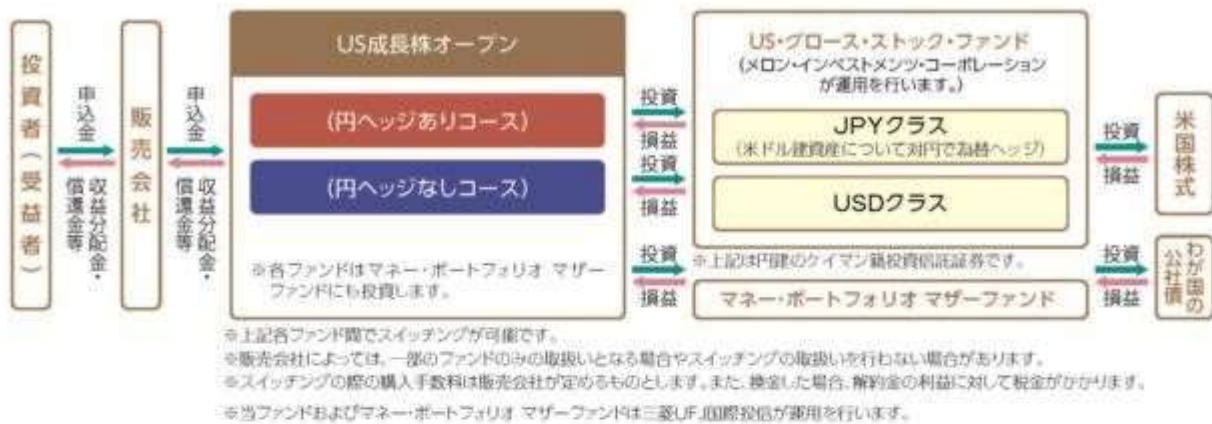 投資者(受益者)
申込金
収益分配金・
償還金等
販売会社
申込金
収益分配金・
償還金等
US成長株オープン
(円ヘッジありコース)
(円ヘッジなしコース)
※各ファンドはマネー・ポートフォリオ マザー
ファンドにも投資します。
投資
損益
投資
損益
投資
損益
US・グロース・ストック・ファンド
(メロン・インベストメンツ・コーポレーション
が運用を行います。)
JPYクラス
(米ドル建資産について対円で為替ヘッジ)
USDクラス
※上記は円建のケイマン籍投資信託証券です。
マネー・ポートフォリオ マザーファンド
投資
損益
投資
損益
米国株式
わが国の
公社債
※上記各ファンド間でスイッチングが可能です。
※販売会社によっては、一部のファンドのみの取扱いとなる場合やスイッチングの取扱いを行わない場合があります。
※スイッチングの際の購入手数料は販売会社が定めるものとします。また、換金した場合、解約金の利益に対して税金がかかります。
※当ファンドおよびマネー・ポートフォリオ マザーファンドは三菱UFJ国際投信が運用を行います。